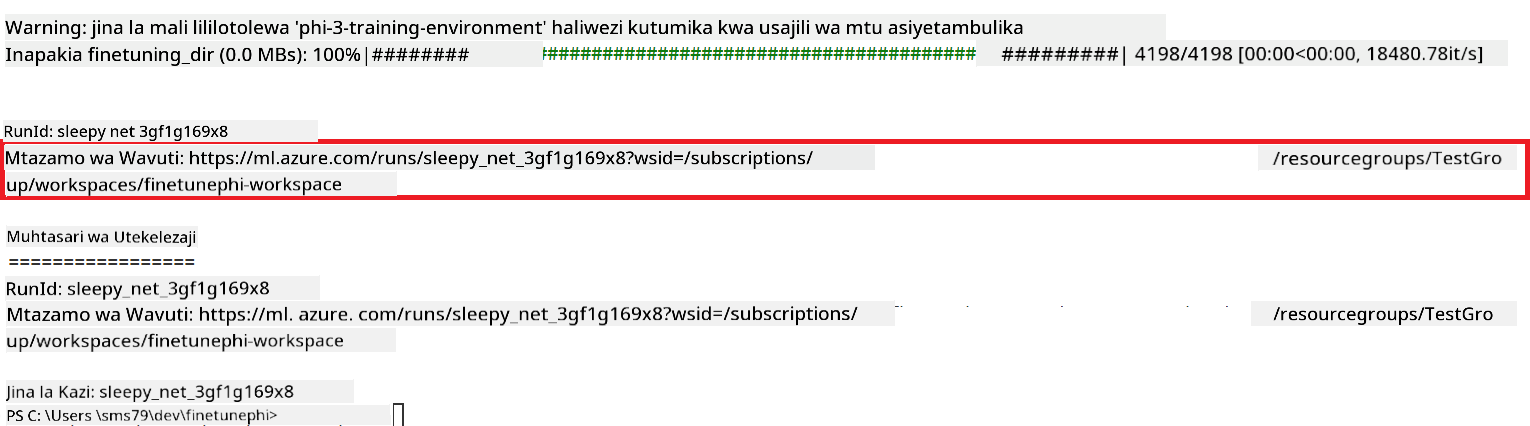 Warning: jina la mali lililotolewa 'phi-3-training-environment' haliwezi kutumika kwa usajili wa mtu asiyetambulika
Inapakia finetuning_dir (0.0 MBs): 100%|######## ##################################### #########| 4198/4198 [00:00<00:00, 18480.78it/s]
RunId: sleepy net 3gf1g169x8
Mtazamo wa Wavuti: https://ml.azure.com/runs/sleepy_net_3gf1g169x8?wsid=/subscriptions/ /resourcegroups/TestGro
up/workspaces/finetunephi-workspace
Muhtasari wa Utekelezaji
=================
RunId: sleepy_net_3gf1g169x8
Mtazamo wa Wavuti: https://ml. azure. com/runs/sleepy_net_3gf1g169x8?wsid=/subscriptions/ /resourcegroups/TestGro
up/workspaces/finetunephi-workspace
Jina la Kazi: sleepy_net_3gf1g169x8
PS C: \Users \sms79\dev\finetunephi>